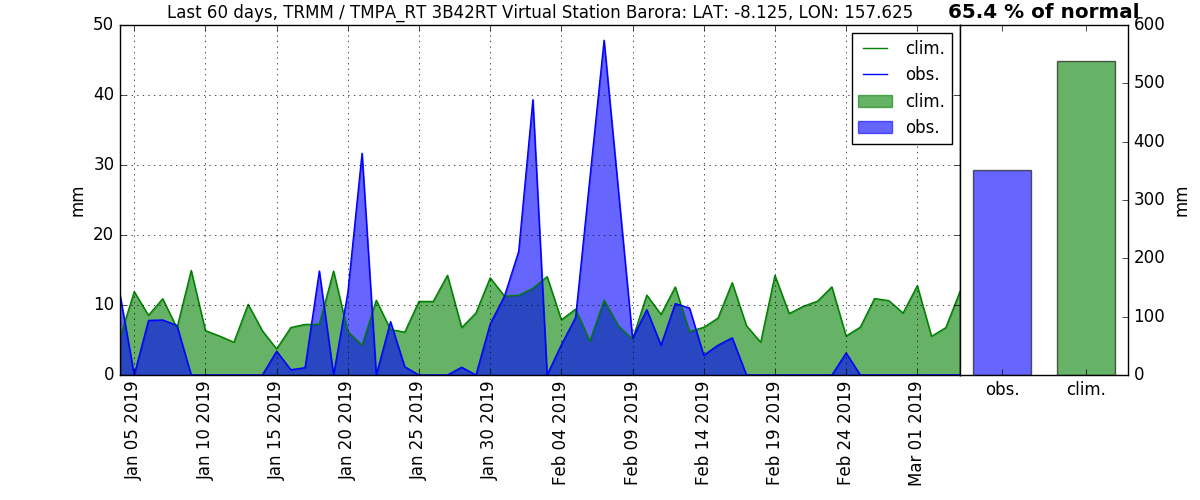 Last 60 days, TRMM / TMPA_RT 3B42RT Virtual Station Barora: LAT: -8.125, LON: 157.625
65.4 % of normal
50
40
30
20
10
0
mm
clim.
obs.
clim.
obs.
600
500
400
300
200
100
0
mm
Jan 05 2019
Jan 10 2019
Jan 15 2019
Jan 20 2019
Jan 25 2019
Jan 30 2019
Feb 04 2019
Feb 09 2019
Feb 14 2019
Feb 19 2019
Feb 24 2019
Mar 01 2019
obs.
clim.